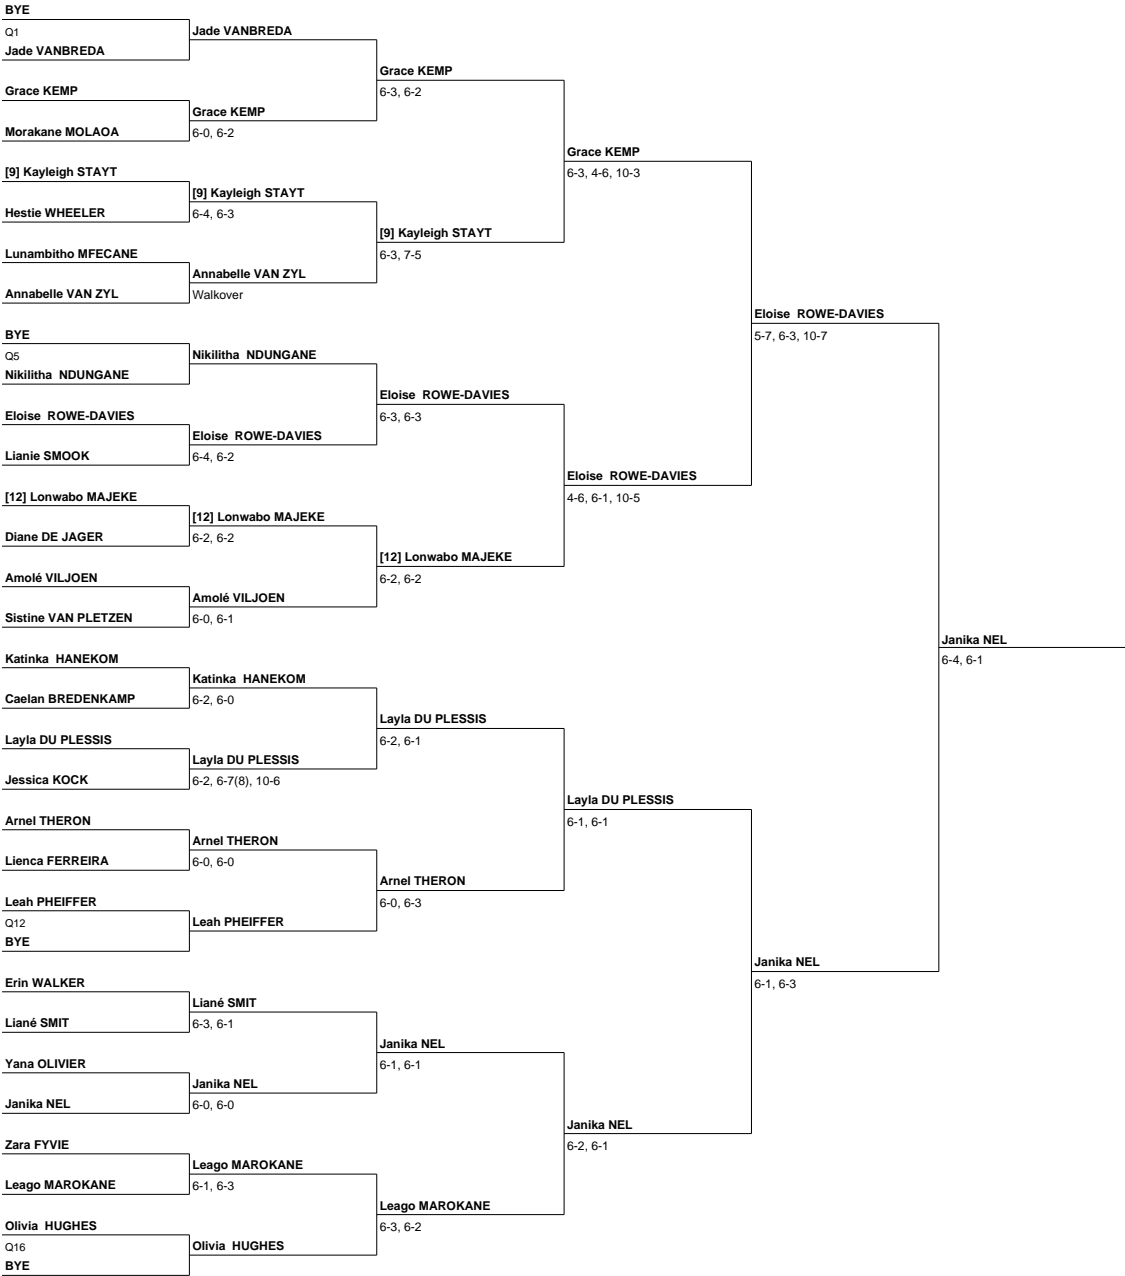 BYE
Q1
Jade VANBREDA
Grace KEMP
Morakane MOLAOA
[9] Kayleigh STAYT
Hestie WHEELER
Lunambitho MFECANE
Annabelle VAN ZYL
BYE
Q5
Nikilitha NDUNGANE
Eloise ROWE-DAVIES
Lianie SMOOK
[12] Lonwabo MAJEKE
Diane DE JAGER
Amolé VILJOEN
Sistine VAN PLETZEN
Katinka HANEKOM
Caelan BREDENKAMP
Layla DU PLESSIS
Jessica KOCK
Arnel THERON
Lienca FERREIRA
Leah PHEIFFER
Q12
BYE
Erin WALKER
Liané SMIT
Yana OLIVIER
Janika NEL
Zara FYVIE
Leago MAROKANE
Olivia HUGHES
Q16
BYE
Jade VANBREDA
Grace KEMP
6-0, 6-2
[9] Kayleigh STAYT
6-4, 6-3
Annabelle VAN ZYL
Walkover
Nikilitha NDUNGANE
Eloise ROWE-DAVIES
6-4, 6-2
[12] Lonwabo MAJEKE
6-2, 6-2
Amolé VILJOEN
6-0, 6-1
Katinka HANEKOM
6-2, 6-0
Layla DU PLESSIS
6-2, 6-7(8), 10-6
Arnel THERON
6-0, 6-0
Leah PHEIFFER
Liané SMIT
6-3, 6-1
Janika NEL
6-0, 6-0
Leago MAROKANE
6-1, 6-3
Olivia HUGHES
Grace KEMP
6-3, 6-2
[9] Kayleigh STAYT
6-3, 7-5
Eloise ROWE-DAVIES
6-3, 6-3
[12] Lonwabo MAJEKE
6-2, 6-2
Layla DU PLESSIS
6-2, 6-1
Arnel THERON
6-0, 6-3
Janika NEL
6-1, 6-1
Leago MAROKANE
6-3, 6-2
Grace KEMP
6-3, 4-6, 10-3
Eloise ROWE-DAVIES
4-6, 6-1, 10-5
Layla DU PLESSIS
6-1, 6-1
Janika NEL
6-2, 6-1
Eloise ROWE-DAVIES
5-7, 6-3, 10-7
Janika NEL
6-1, 6-3
Janika NEL
6-4, 6-1